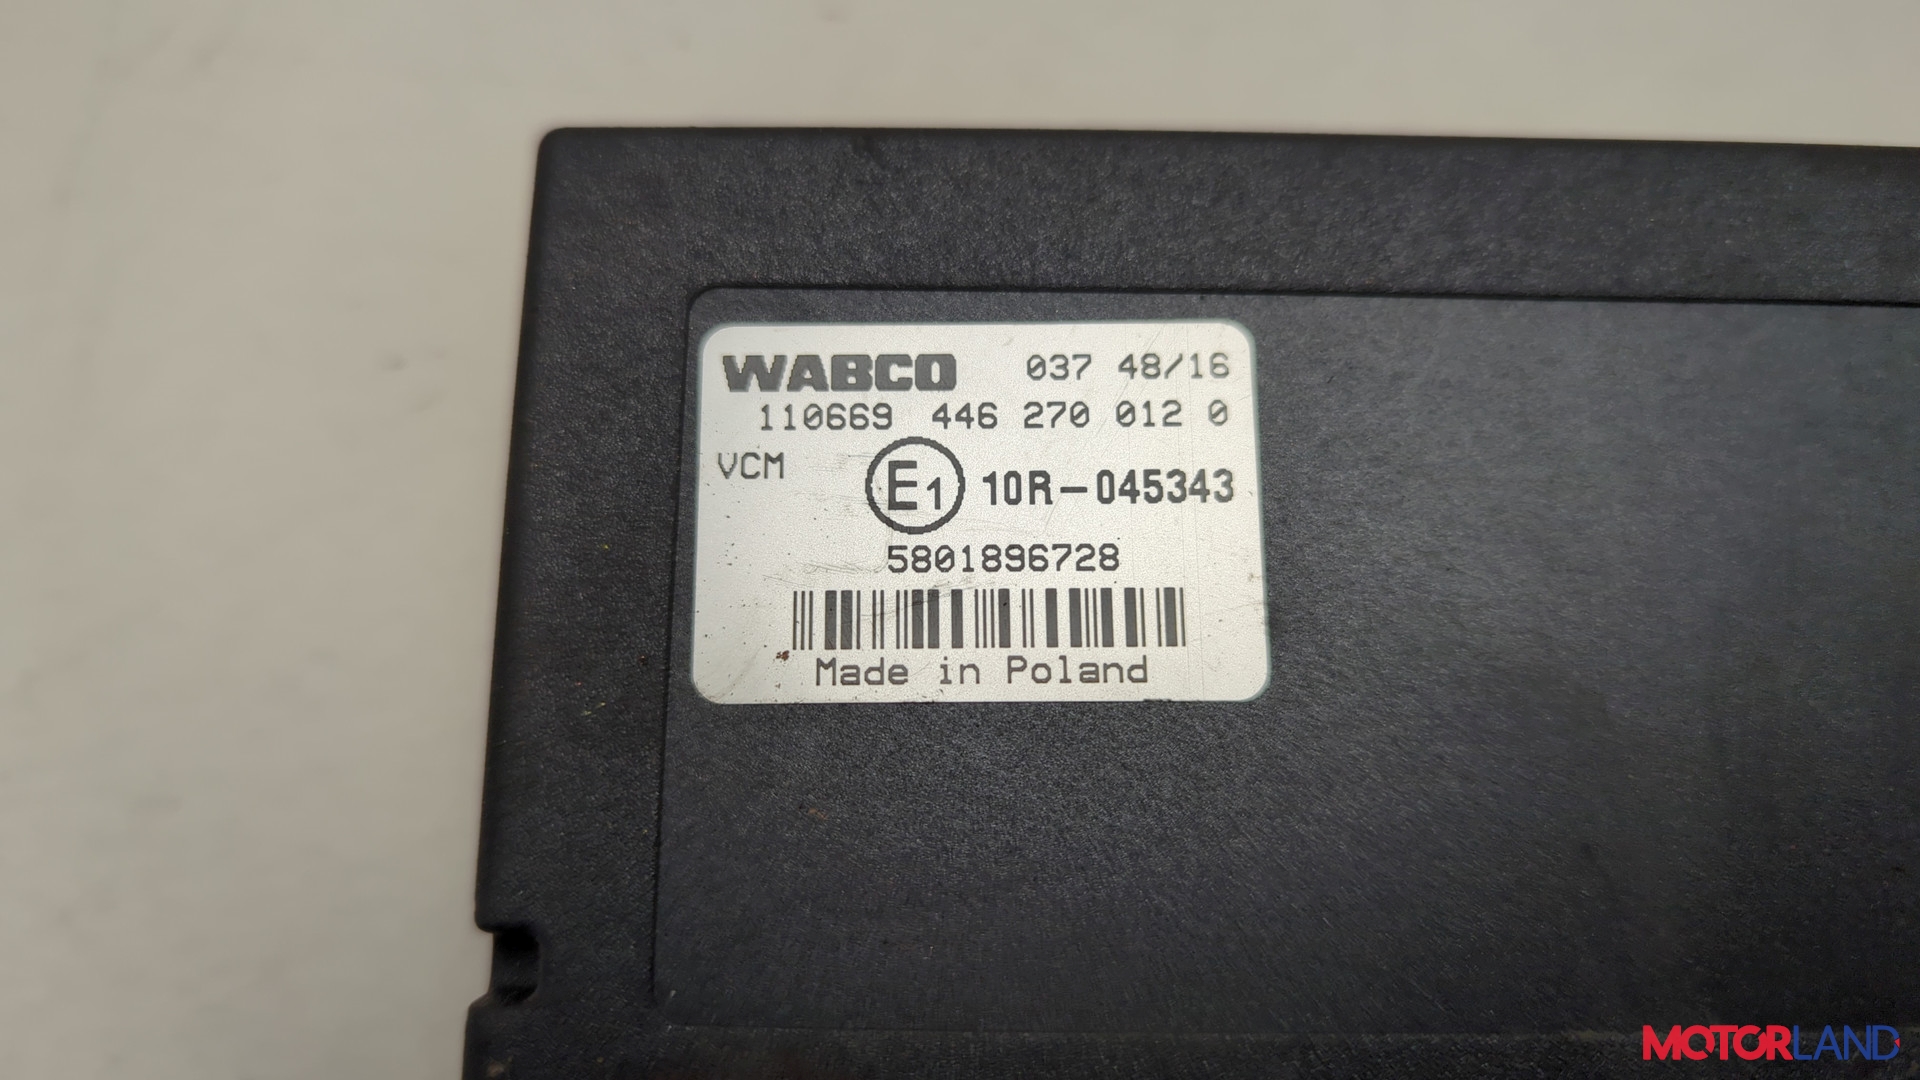 WABCO 037 48/16
110669 446 270 012 0
VCM E1 10R-045343
5801896728
Made in Poland
MOTORLAND